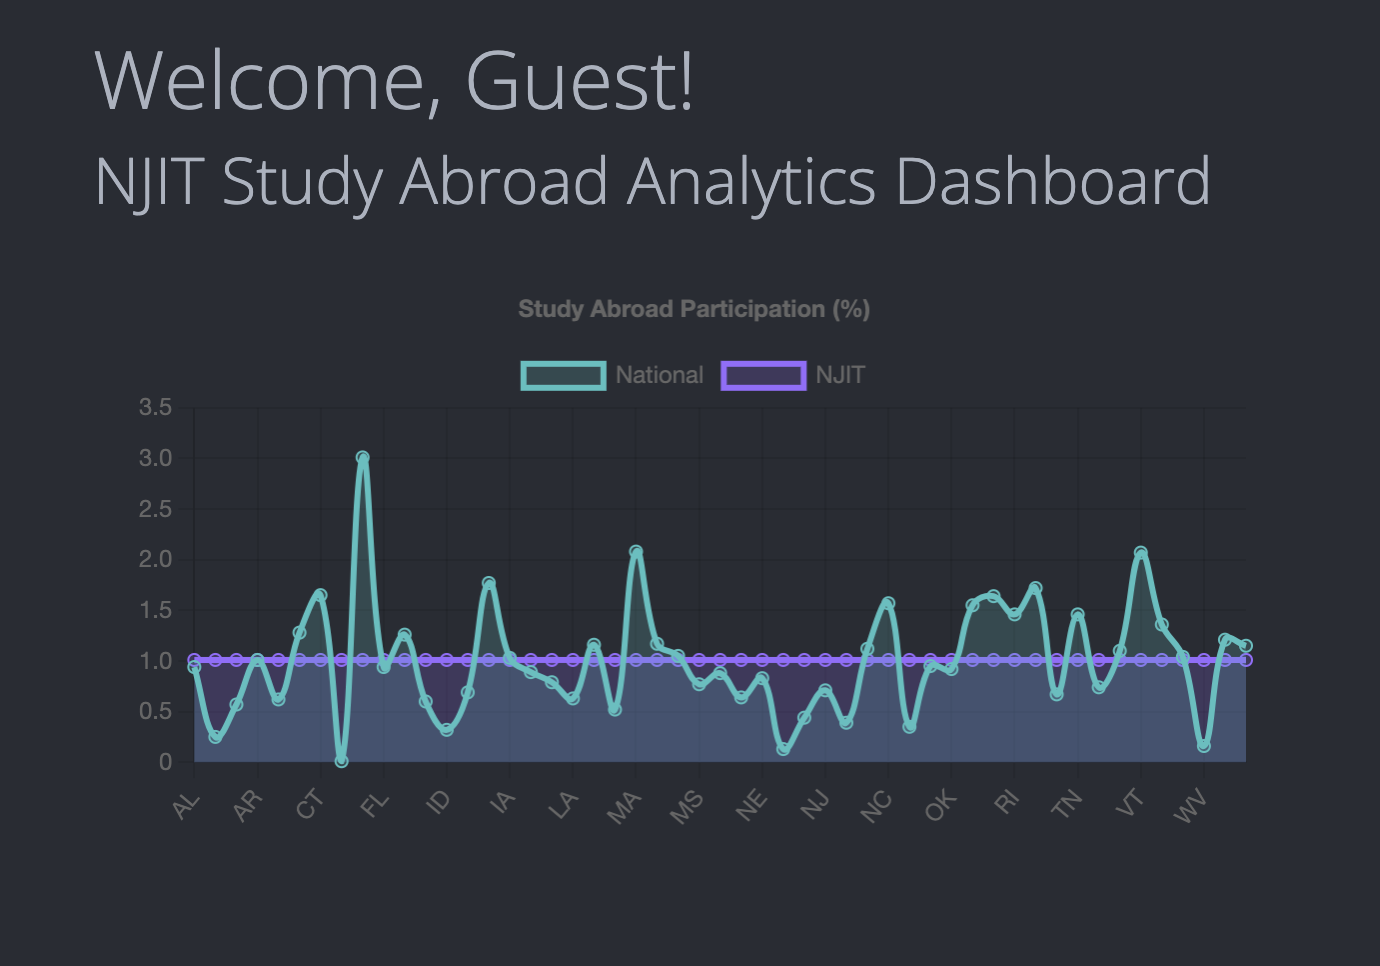 Welcome, Guest!
NJIT Study Abroad Analytics Dashboard
Study Abroad Participation (%)
National NJIT
3.5
3.0
2.5
2.0
1.5
1.0
0.5
0
AL AR CT FL ID IA LA MA MS NE NJ NC OK RI TN VT WV